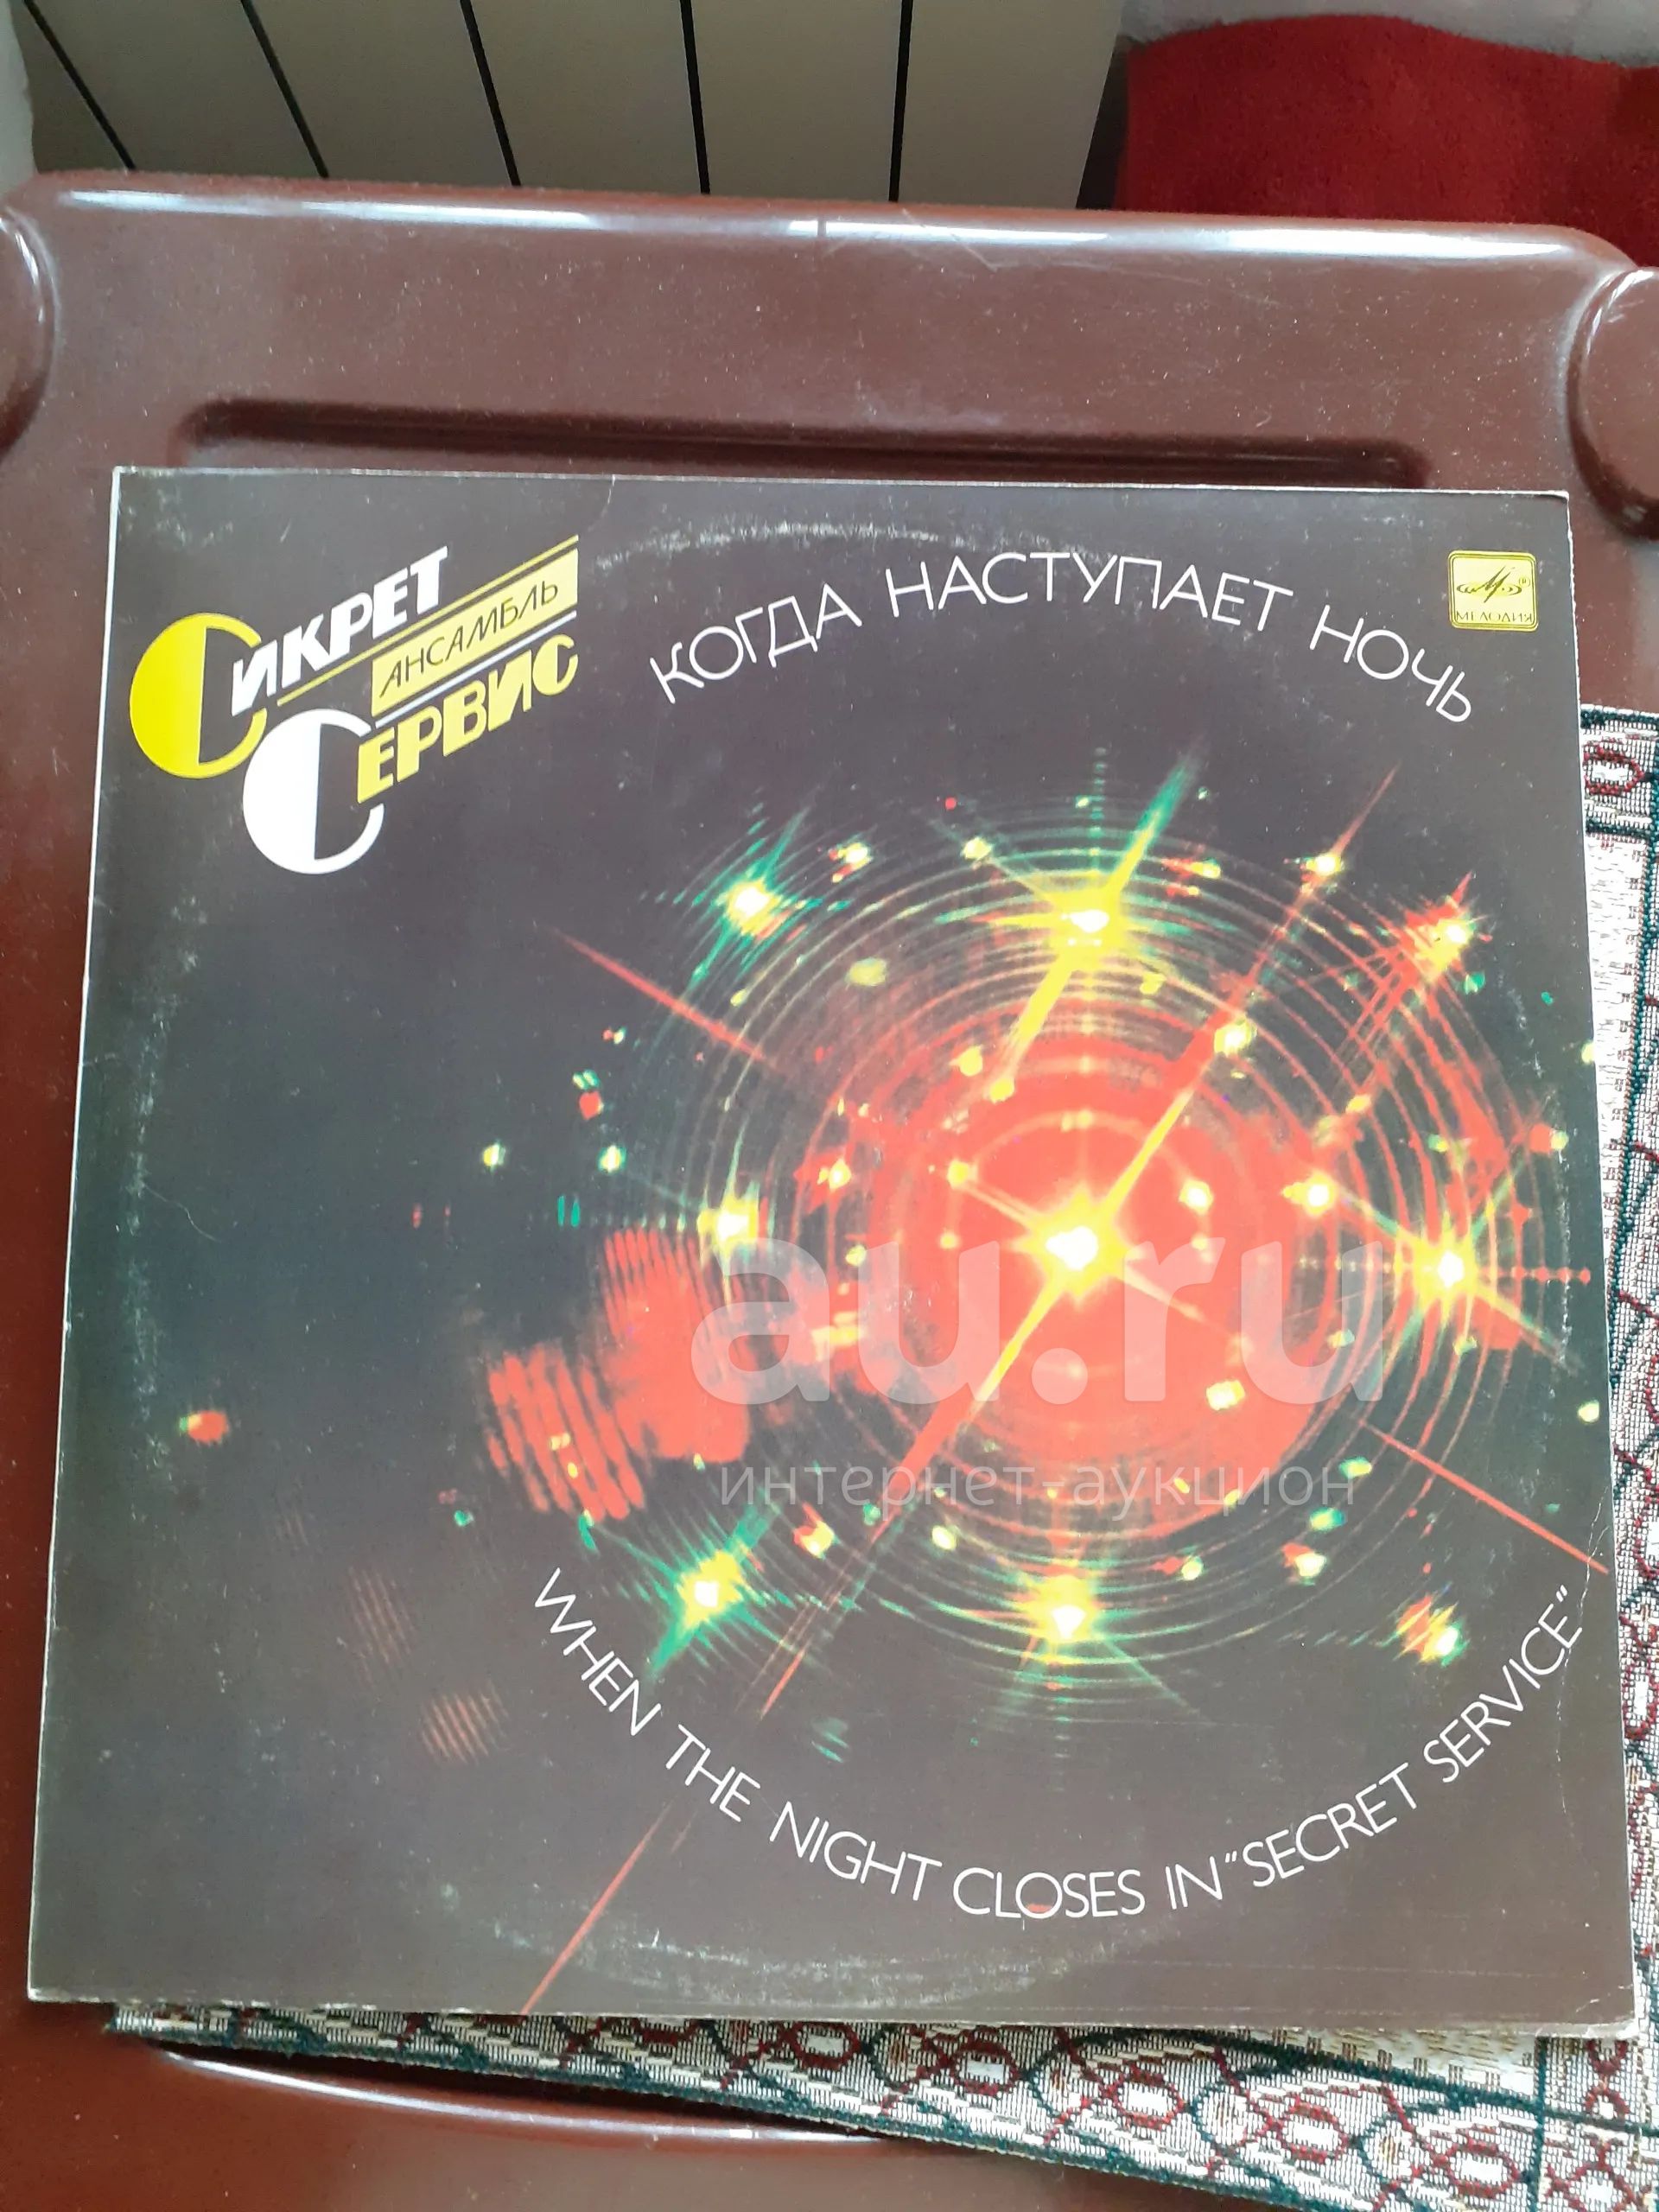 СИКРЕТ
АНСАМБЛЬ
СЕРВИС
КОГДА НАСТУПАЕТ НОЧЬ
МЕЛОДИЯ
au.ru
интернет-аукцион
WHEN THE NIGHT CLOSES IN "SECRET SERVICE"